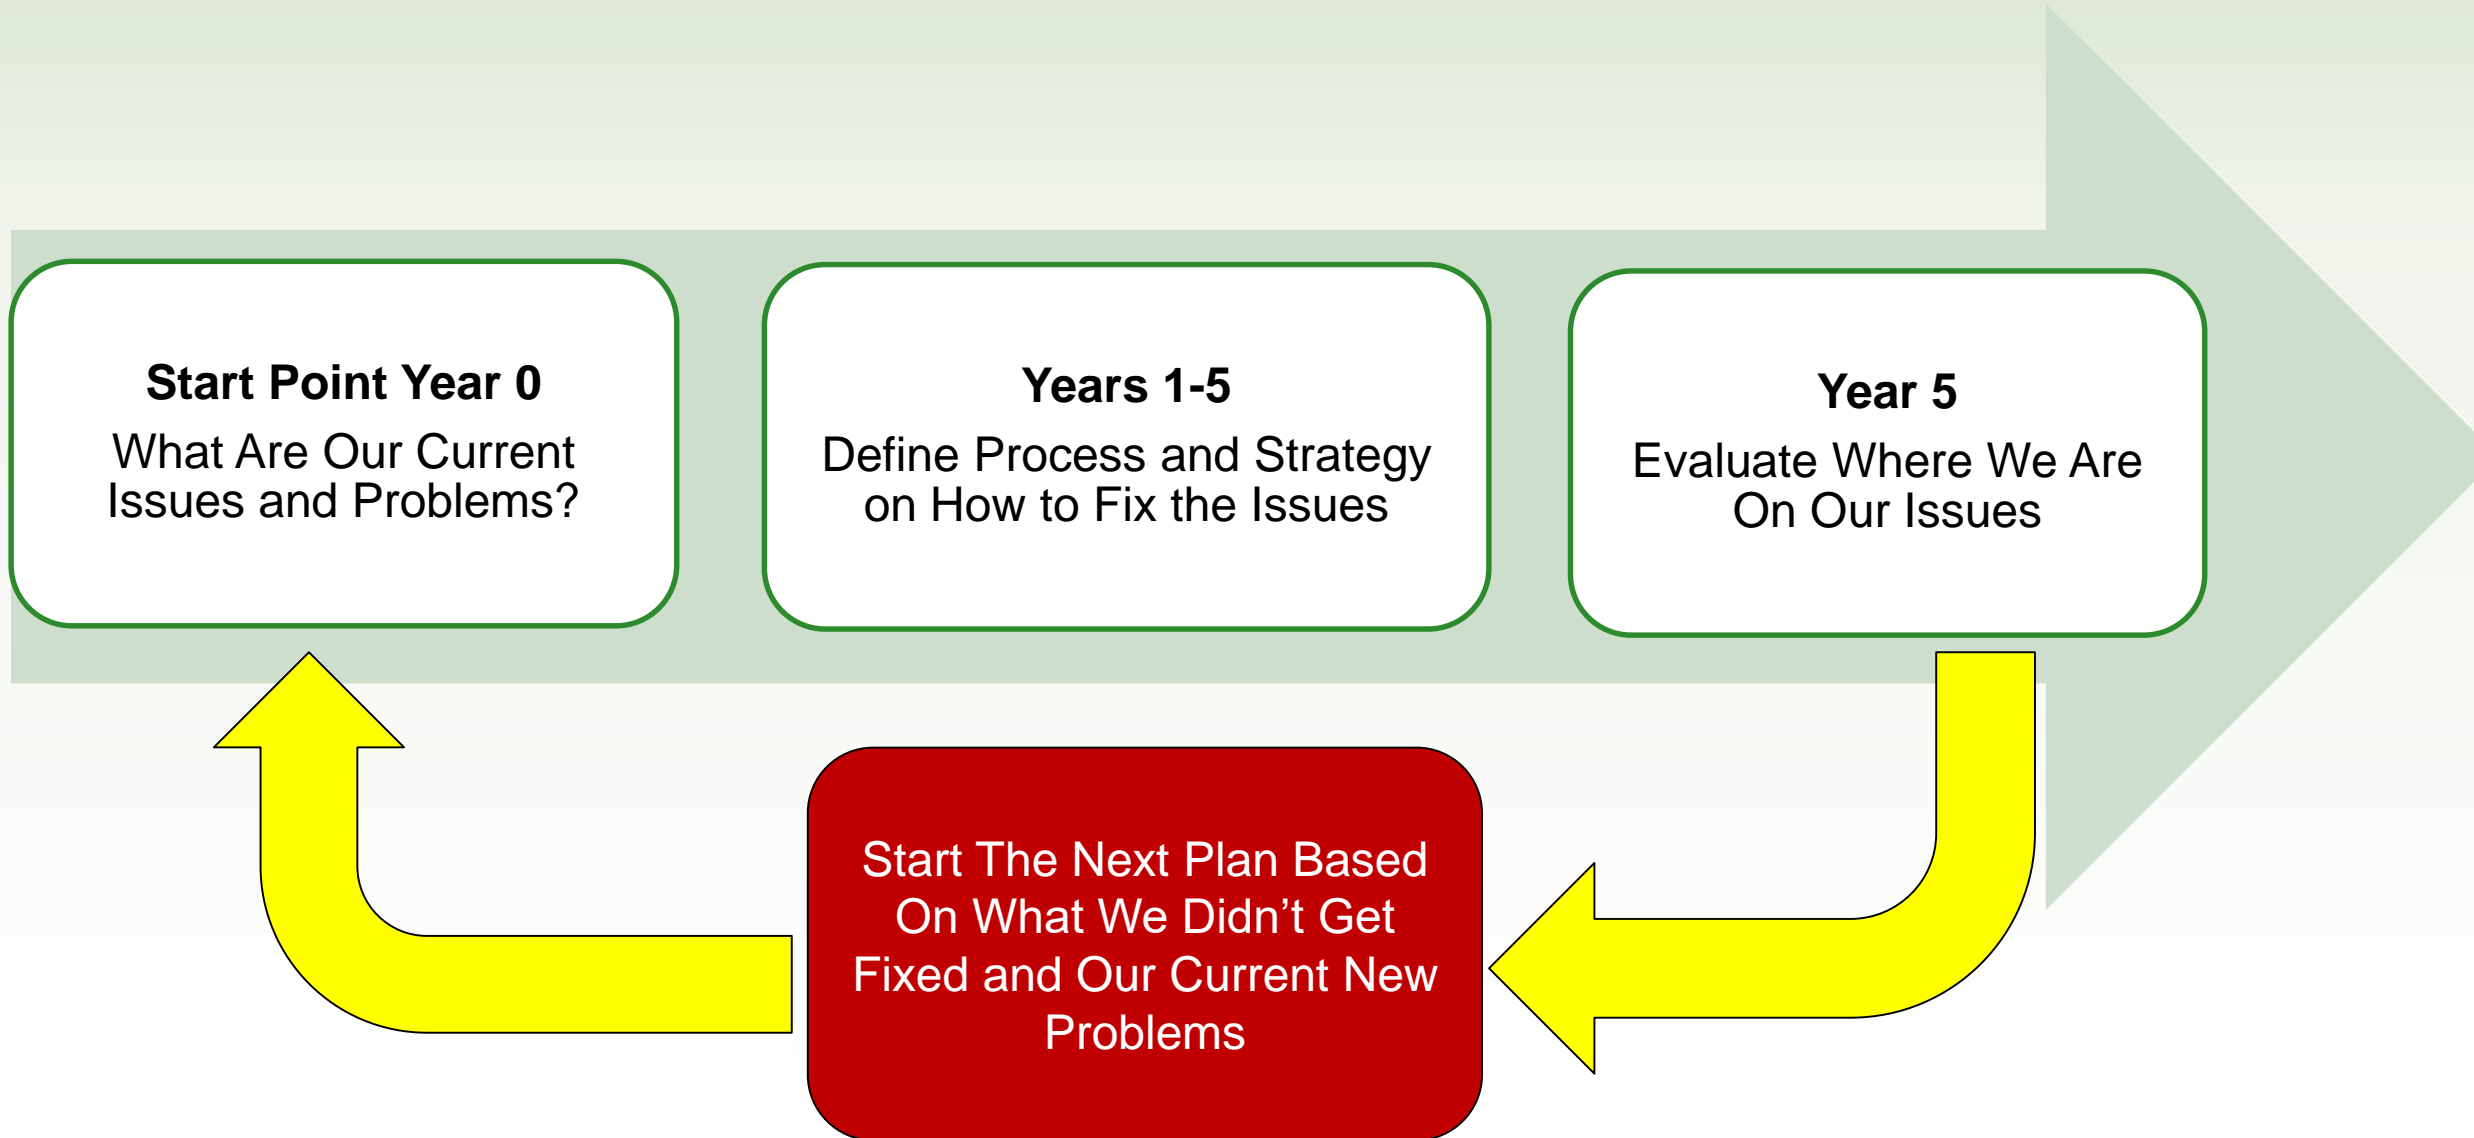 Start Point Year 0
What Are Our Current
Issues and Problems?
Years 1-5
Define Process and Strategy
on How to Fix the Issues
Year 5
Evaluate Where We Are
On Our Issues
Start The Next Plan Based
On What We Didn’t Get
Fixed and Our Current New
Problems